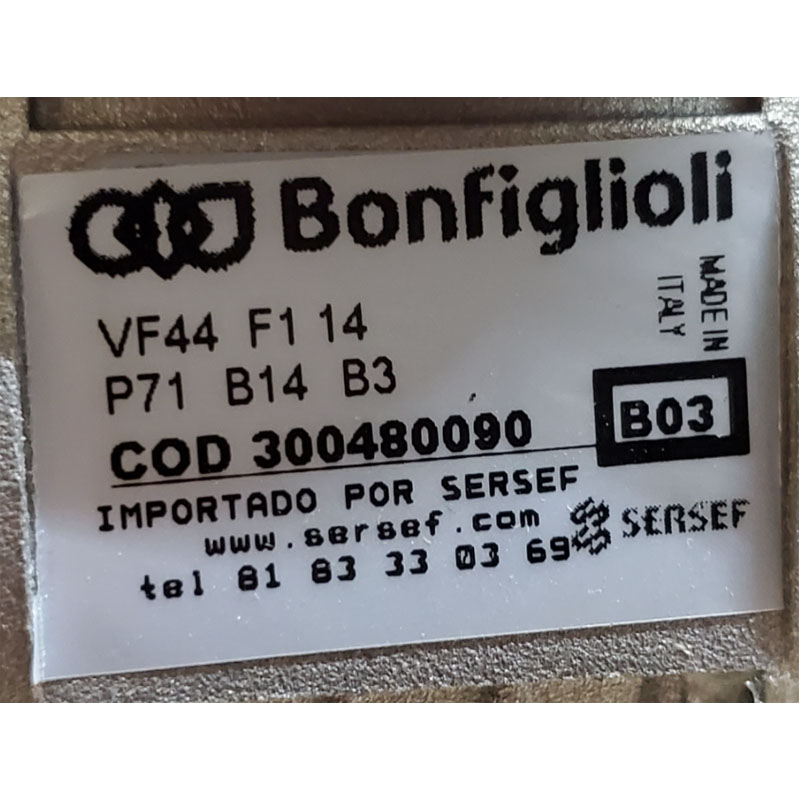 Bonfiglioli
MADE IN
ITALY
VF44 F1 14
P71 B14 B3
B03
COD 300480090
IMPORTADO POR SERSEF
www.sersef.com
SERSEF
tel 81 83 33 03 69